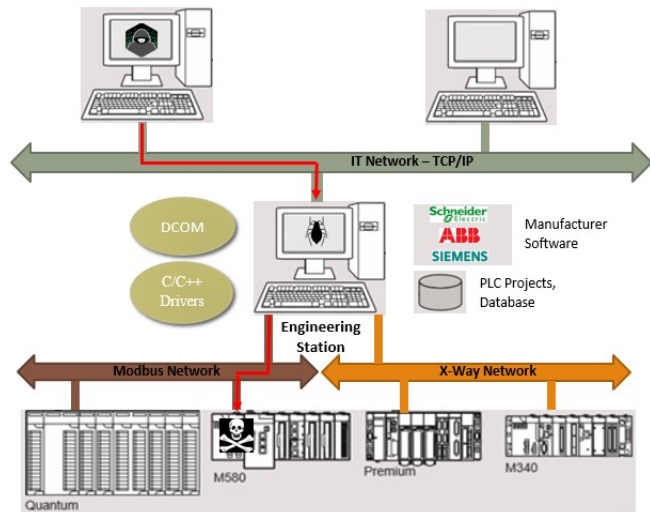 IT Network – TCP/IP
DCOM
C/C++
Drivers
Schneider
Electric
ABB
SIEMENS
Manufacturer
Software
PLC Projects,
Database
Engineering
Station
Modbus Network
X-Way Network
Quantum
M580
Premium
M340